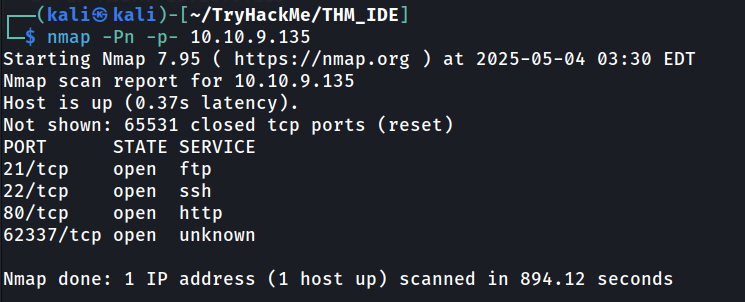 ┌──(kali㉿kali)-[~/TryHackMe/THM_IDE]
└─$ nmap -Pn -p- 10.10.9.135
Starting Nmap 7.95 ( https://nmap.org ) at 2025-05-04 03:30 EDT
Nmap scan report for 10.10.9.135
Host is up (0.37s latency).
Not shown: 65531 closed tcp ports (reset)
PORT      STATE SERVICE
21/tcp    open  ftp
22/tcp    open  ssh
80/tcp    open  http
62337/tcp open  unknown
Nmap done: 1 IP address (1 host up) scanned in 894.12 seconds